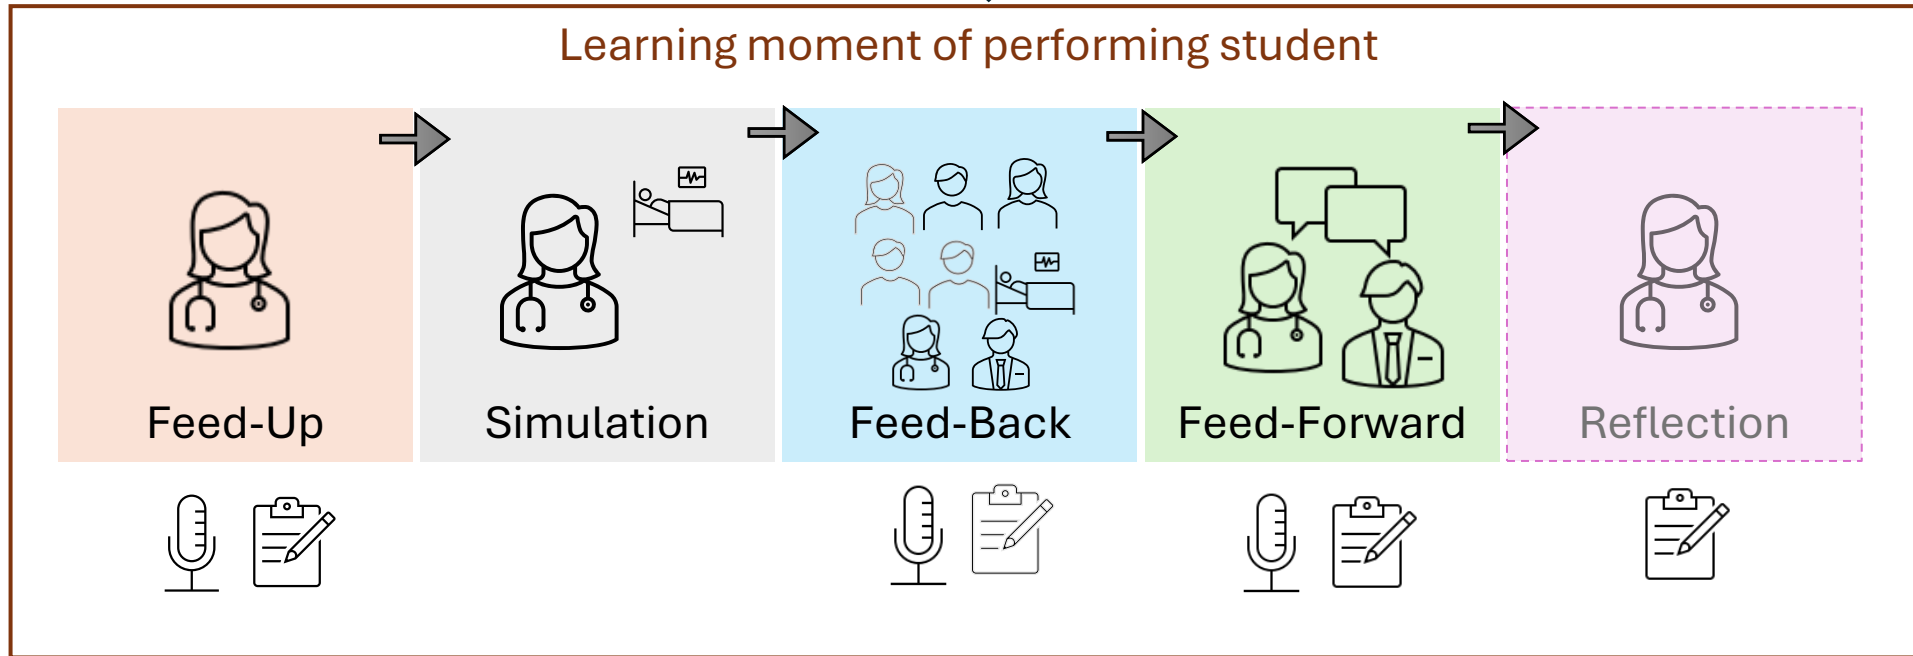 Learning moment of performing student
Feed-Up
Simulation
Feed-Back
Feed-Forward
Reflection